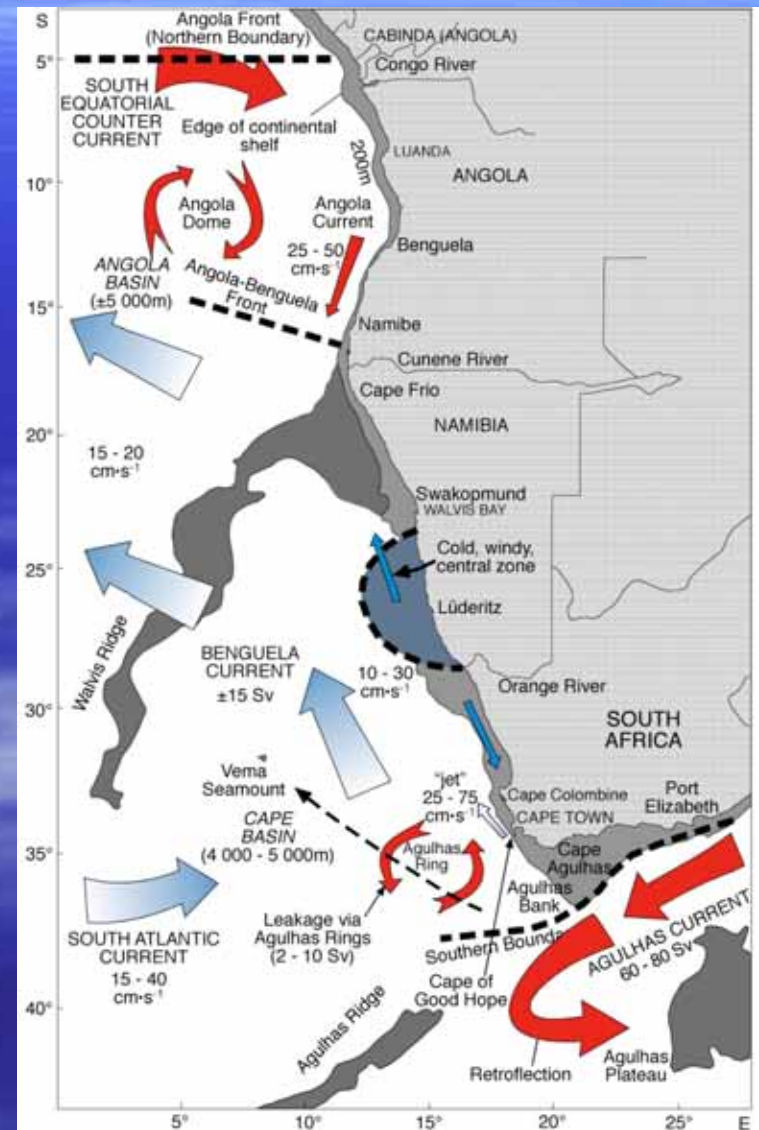 S
Angola Front
(Northern Boundary)
CABINDA (ANGOLA)
5°
Congo River
SOUTH
EQUATORIAL
COUNTER
CURRENT
Edge of continental
shelf
200m
LUANDA
ANGOLA
10°
Angola
Dome
Angola
Current
25 - 50
cm·s⁻¹
Benguela
ANGOLA
BASIN
(±5 000m)
Angola-Benguela
Front
15°
Namibe
Cunene River
Cape Frio
NAMIBIA
20°
15 - 20
cm·s⁻¹
Swakopmund
WALVIS BAY
Cold, windy,
central zone
25°
Lüderitz
Walvis Ridge
BENGUELA
CURRENT
±15 Sv
10 - 30
cm·s⁻¹
Orange River
30°
SOUTH
AFRICA
Vema
Seamount
"jet"
25 - 75
cm·s⁻¹
Cape Colombine
CAPE TOWN
Port
Elizabeth
CAPE
BASIN
(4 000 - 5 000m)
35°
Agulhas
Ring
Cape
Agulhas
Agulhas
Bank
Leakage via
Agulhas Rings
(2 - 10 Sv)
SOUTH ATLANTIC
CURRENT
15 - 40
cm·s⁻¹
Southern Bounda
AGULHAS CURRENT
60 - 80 Sv
Cape of
Good Hope
40°
Agulhas Ridge
Retroflection
Agulhas
Plateau
5°
10°
15°
20°
25°
E